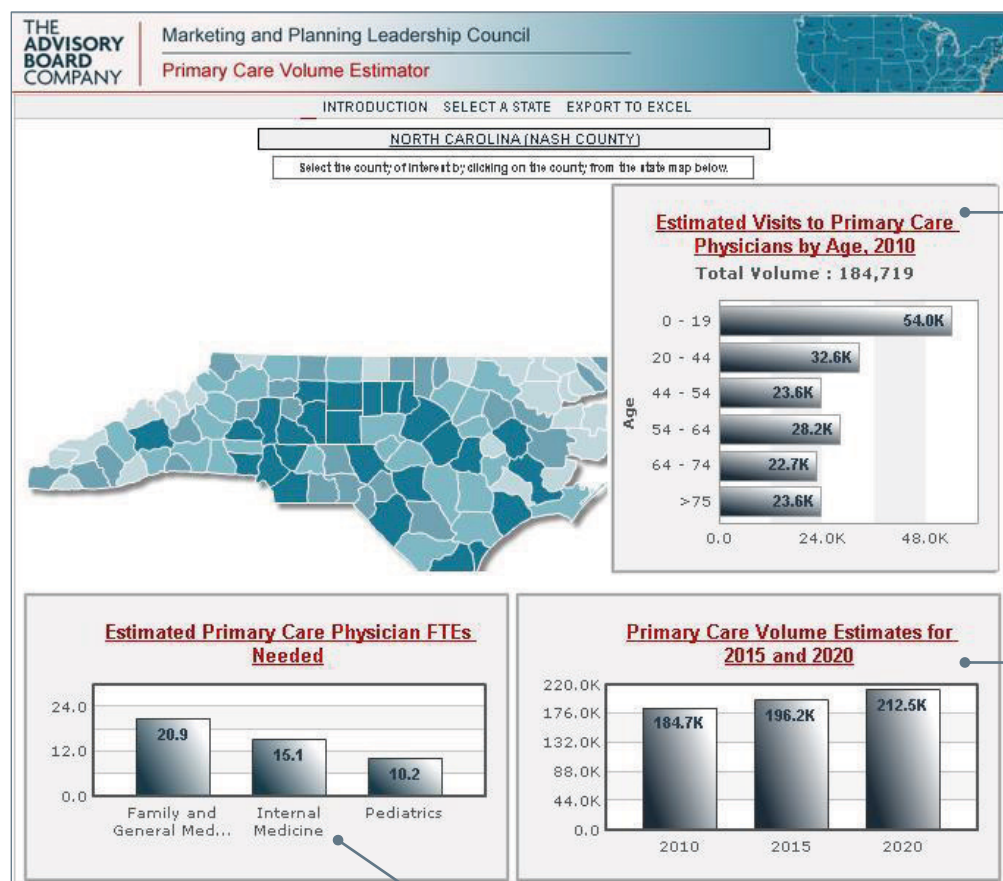 THE
ADVISORY
BOARD
COMPANY
Marketing and Planning Leadership Council
Primary Care Volume Estimator
INTRODUCTION SELECT A STATE EXPORT TO EXCEL
NORTH CAROLINA (NASH COUNTY)
Select the county of interest by clicking on the county from the state map below.
Estimated Visits to Primary Care
Physicians by Age, 2010
Total Volume : 184,719
Age
0 - 19
54.0K
20 - 44
32.6K
44 - 54
23.6K
54 - 64
28.2K
64 - 74
22.7K
>75
23.6K
0.0 24.0K 48.0K
Estimated Primary Care Physician FTEs
Needed
24.0
12.0
0.0
20.9
15.1
10.2
Family and
General Med...
Internal
Medicine
Pediatrics
Primary Care Volume Estimates for
2015 and 2020
220.0K
176.0K
132.0K
88.0K
44.0K
0.0
184.7K
196.2K
212.5K
2010 2015 2020